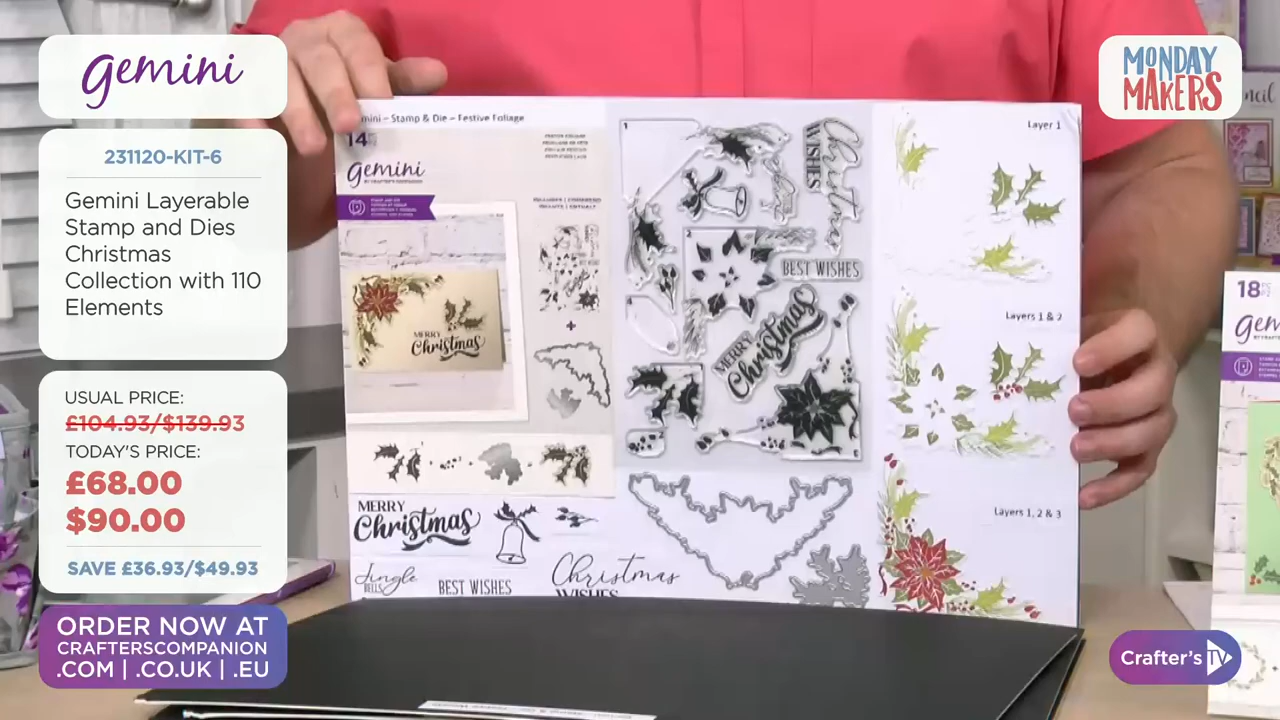 gemini
231120-KIT-6
Gemini Layerable
Stamp and Dies
Christmas
Collection with 110
Elements
USUAL PRICE:
£104.93/$139.93
TODAY'S PRICE:
£68.00
$90.00
SAVE £36.93/$49.93
ORDER NOW AT
CRAFTERSCOMPANION
.COM | .CO.UK | .EU
MONDAY
MAKERS
mini – Stamp & Die – Festive Foliage
14
gemini
MERRY
Christmas
MERRY
Christmas
Jingle
BELLS
BEST WISHES
Christmas
WISHES
1
Christmas
WISHES
2
BEST WISHES
MERRY
Christmas
Layer 1
Layers 1 & 2
Layers 1, 2 & 3
18
gem
Crafter's TV